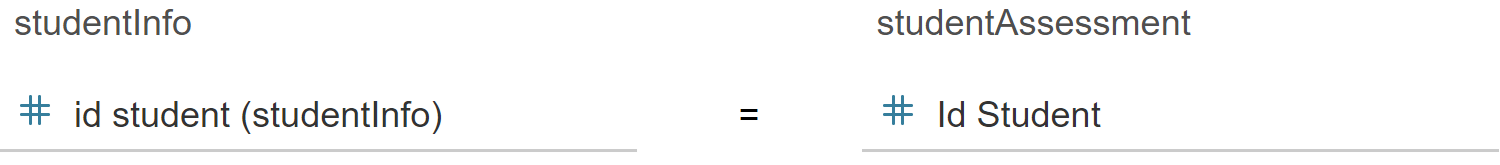 studentInfo studentAssessment
# id student (studentInfo) = # Id Student